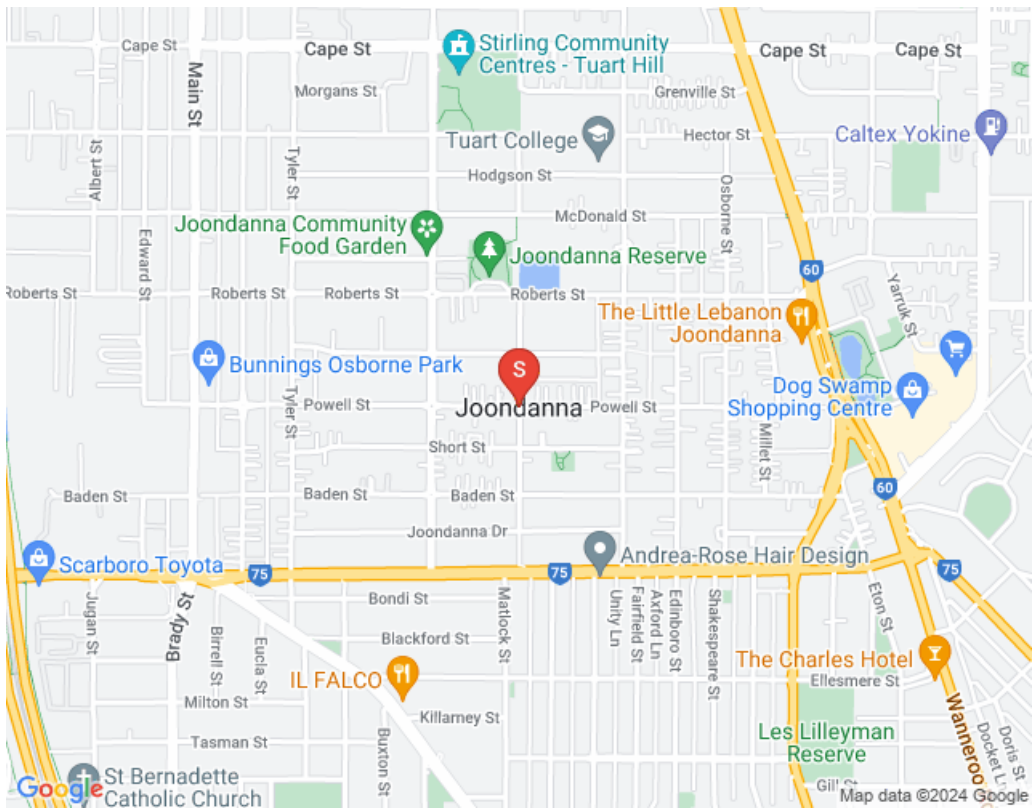 Cape St
Cape St
Cape St
Cape St
Stirling Community
Centres - Tuart Hill
Main St
Morgans St
Grenville St
Albert St
Tyler St
Tuart College
Hector St
Caltex Yokine
Hodgson St
Osborne St
Edward St
Joondanna Community
Food Garden
McDonald St
Joondanna Reserve
60
Yarruk St
Roberts St
Roberts St
Roberts St
Roberts St
The Little Lebanon
Joondanna
Bunnings Osborne Park
S
Dog Swamp
Shopping Centre
Tyler St
Powell St
Joondanna
Powell St
Millet St
Short St
60
Baden St
Baden St
Baden St
Joondanna Dr
Andrea-Rose Hair Design
Scarboro Toyota
75
75
75
Jugan St
Brady St
Birrell St
Eucla St
Bondi St
Matlock St
Unity Ln
Fairfield St
Axford Ln
Edinboro St
Shakespeare St
Eton St
Blackford St
IL FALCO
The Charles Hotel
Ellesmere St
Milton St
Killarney St
Buxton St
Wanneroo
Les Lilleyman
Reserve
Tasman St
Doris St
Docket Ln
St Bernadette
Catholic Church
Google
Gill St
Map data ©2024 Google